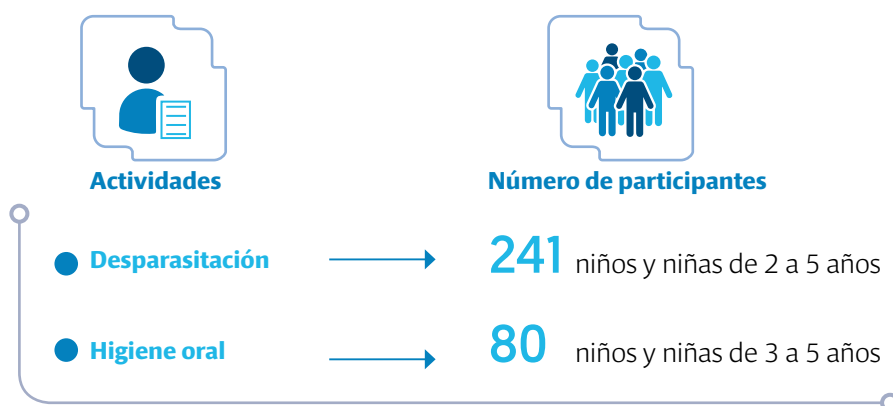 Actividades
Número de participantes
Desparasitación
241 niños y niñas de 2 a 5 años
Higiene oral
80 niños y niñas de 3 a 5 años